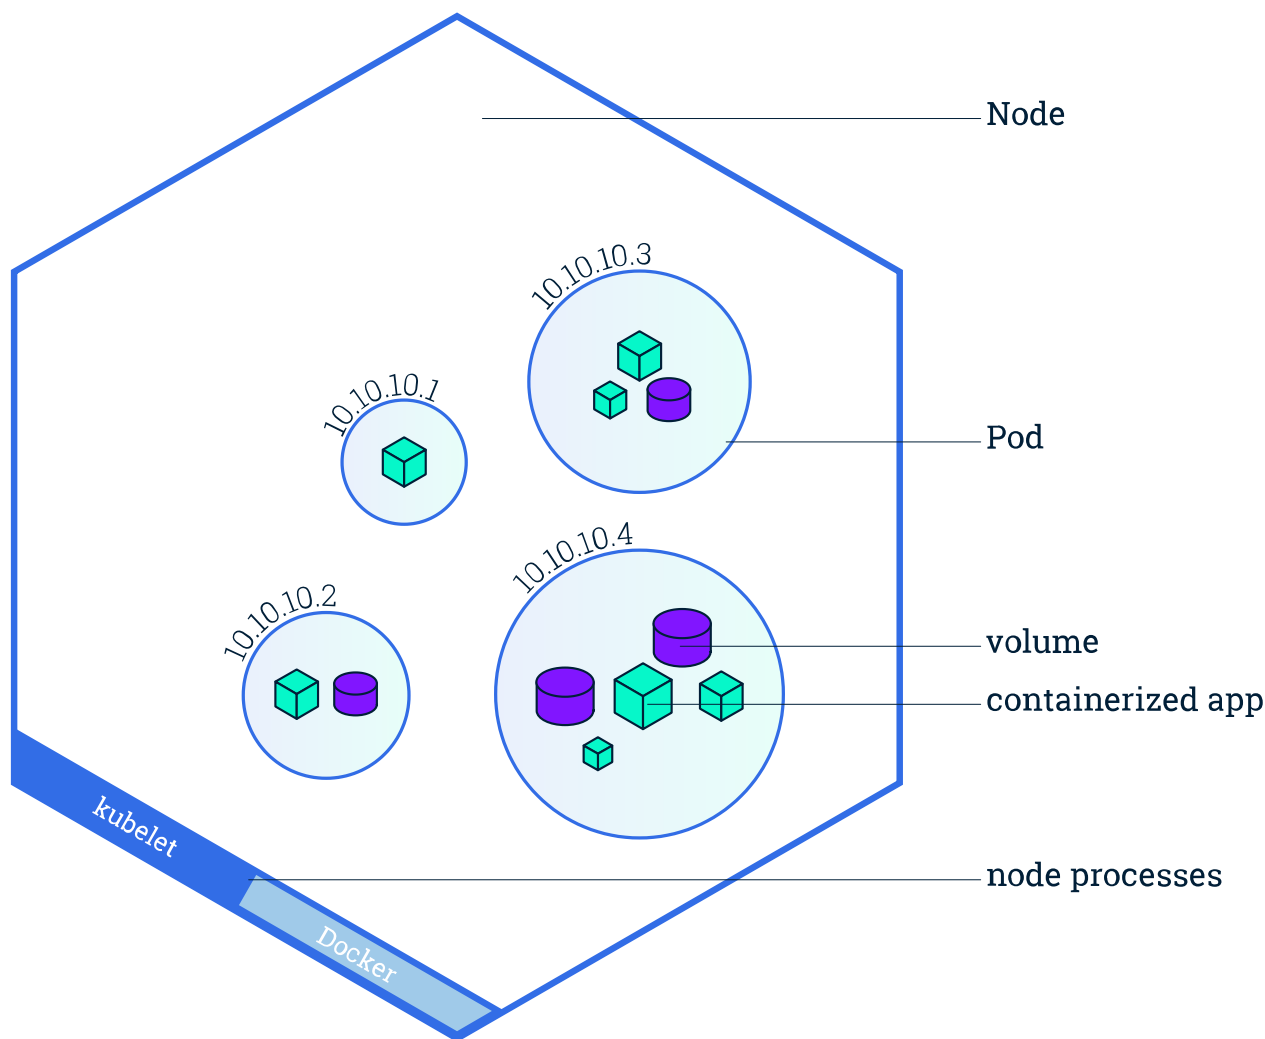 Node
10.10.10.3
10.10.10.1
Pod
10.10.10.4
10.10.10.2
volume
containerized app
kubelet
node processes
Docker